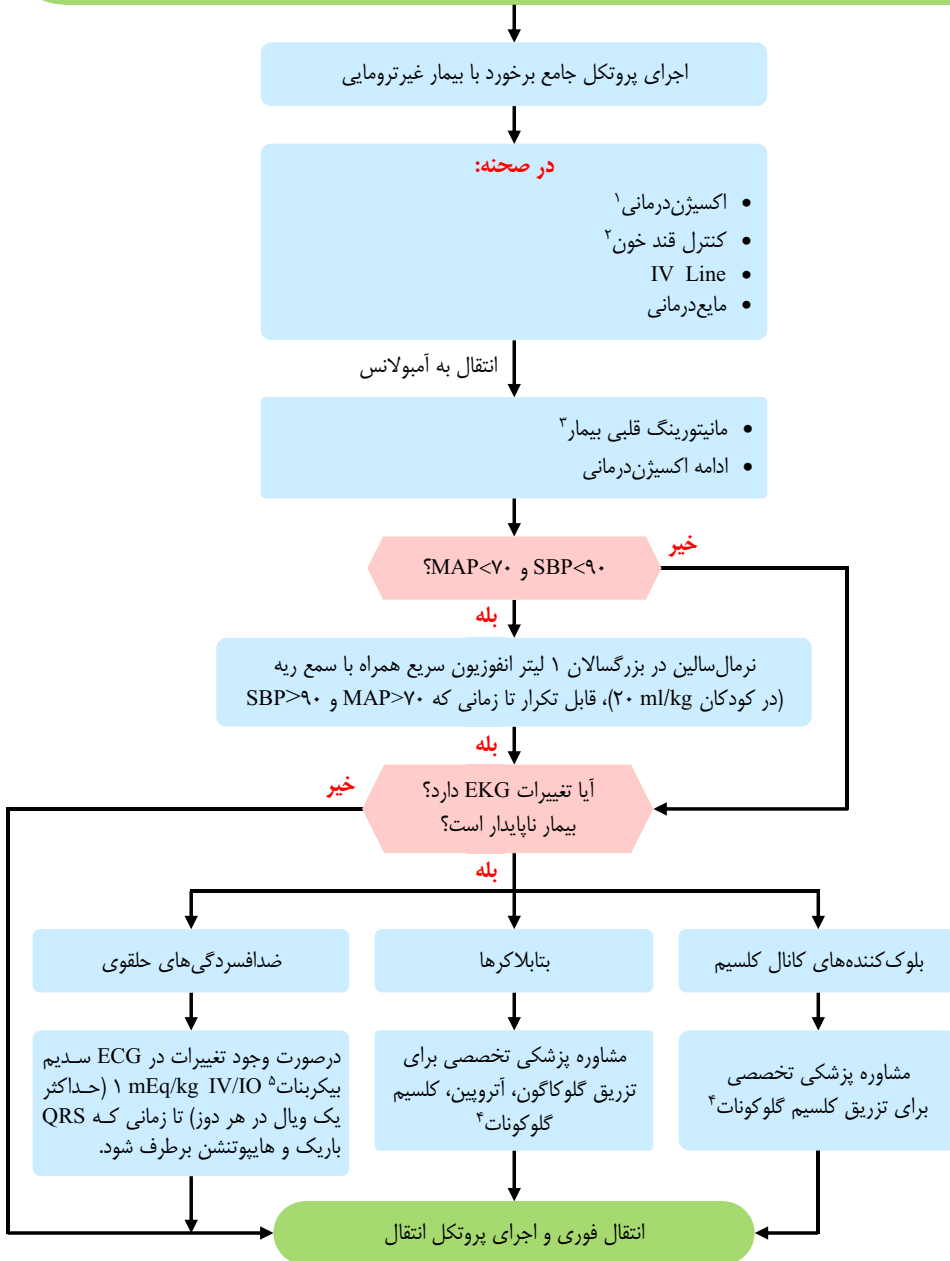 اجرای پروتکل جامع برخورد با بیمار غیرترومایی
در صحنه:
• اکسیژن‌درمانی۱
• کنترل قند خون۲
• IV Line
• مایع‌درمانی
انتقال به آمبولانس
• مانیتورینگ قلبی بیمار۳
• ادامه اکسیژن‌درمانی
SBP<۹۰ و MAP<۷۰؟
خیر
بله
نرمال‌سالین در بزرگسالان ۱ لیتر انفوزیون سریع همراه با سمع ریه
(در کودکان ۲۰ ml/kg)، قابل تکرار تا زمانی که MAP>۷۰ و SBP>۹۰
بله
آیا تغییرات EKG دارد؟
بیمار ناپایدار است؟
خیر
بله
بلوک‌کننده‌های کانال کلسیم
بتابلاکرها
ضدافسردگی‌های حلقوی
مشاوره پزشکی تخصصی
برای تزریق کلسیم گلوکونات۴
مشاوره پزشکی تخصصی برای
تزریق گلوکاگون، آتروپین، کلسیم
گلوکونات۴
درصورت وجود تغییرات در ECG سدیم
بیکربنات۵ ۱ mEq/kg IV/IO (حداکثر
یک ویال در هر دوز) تا زمانی که QRS
باریک و هایپوتنشن برطرف شود.
انتقال فوری و اجرای پروتکل انتقال